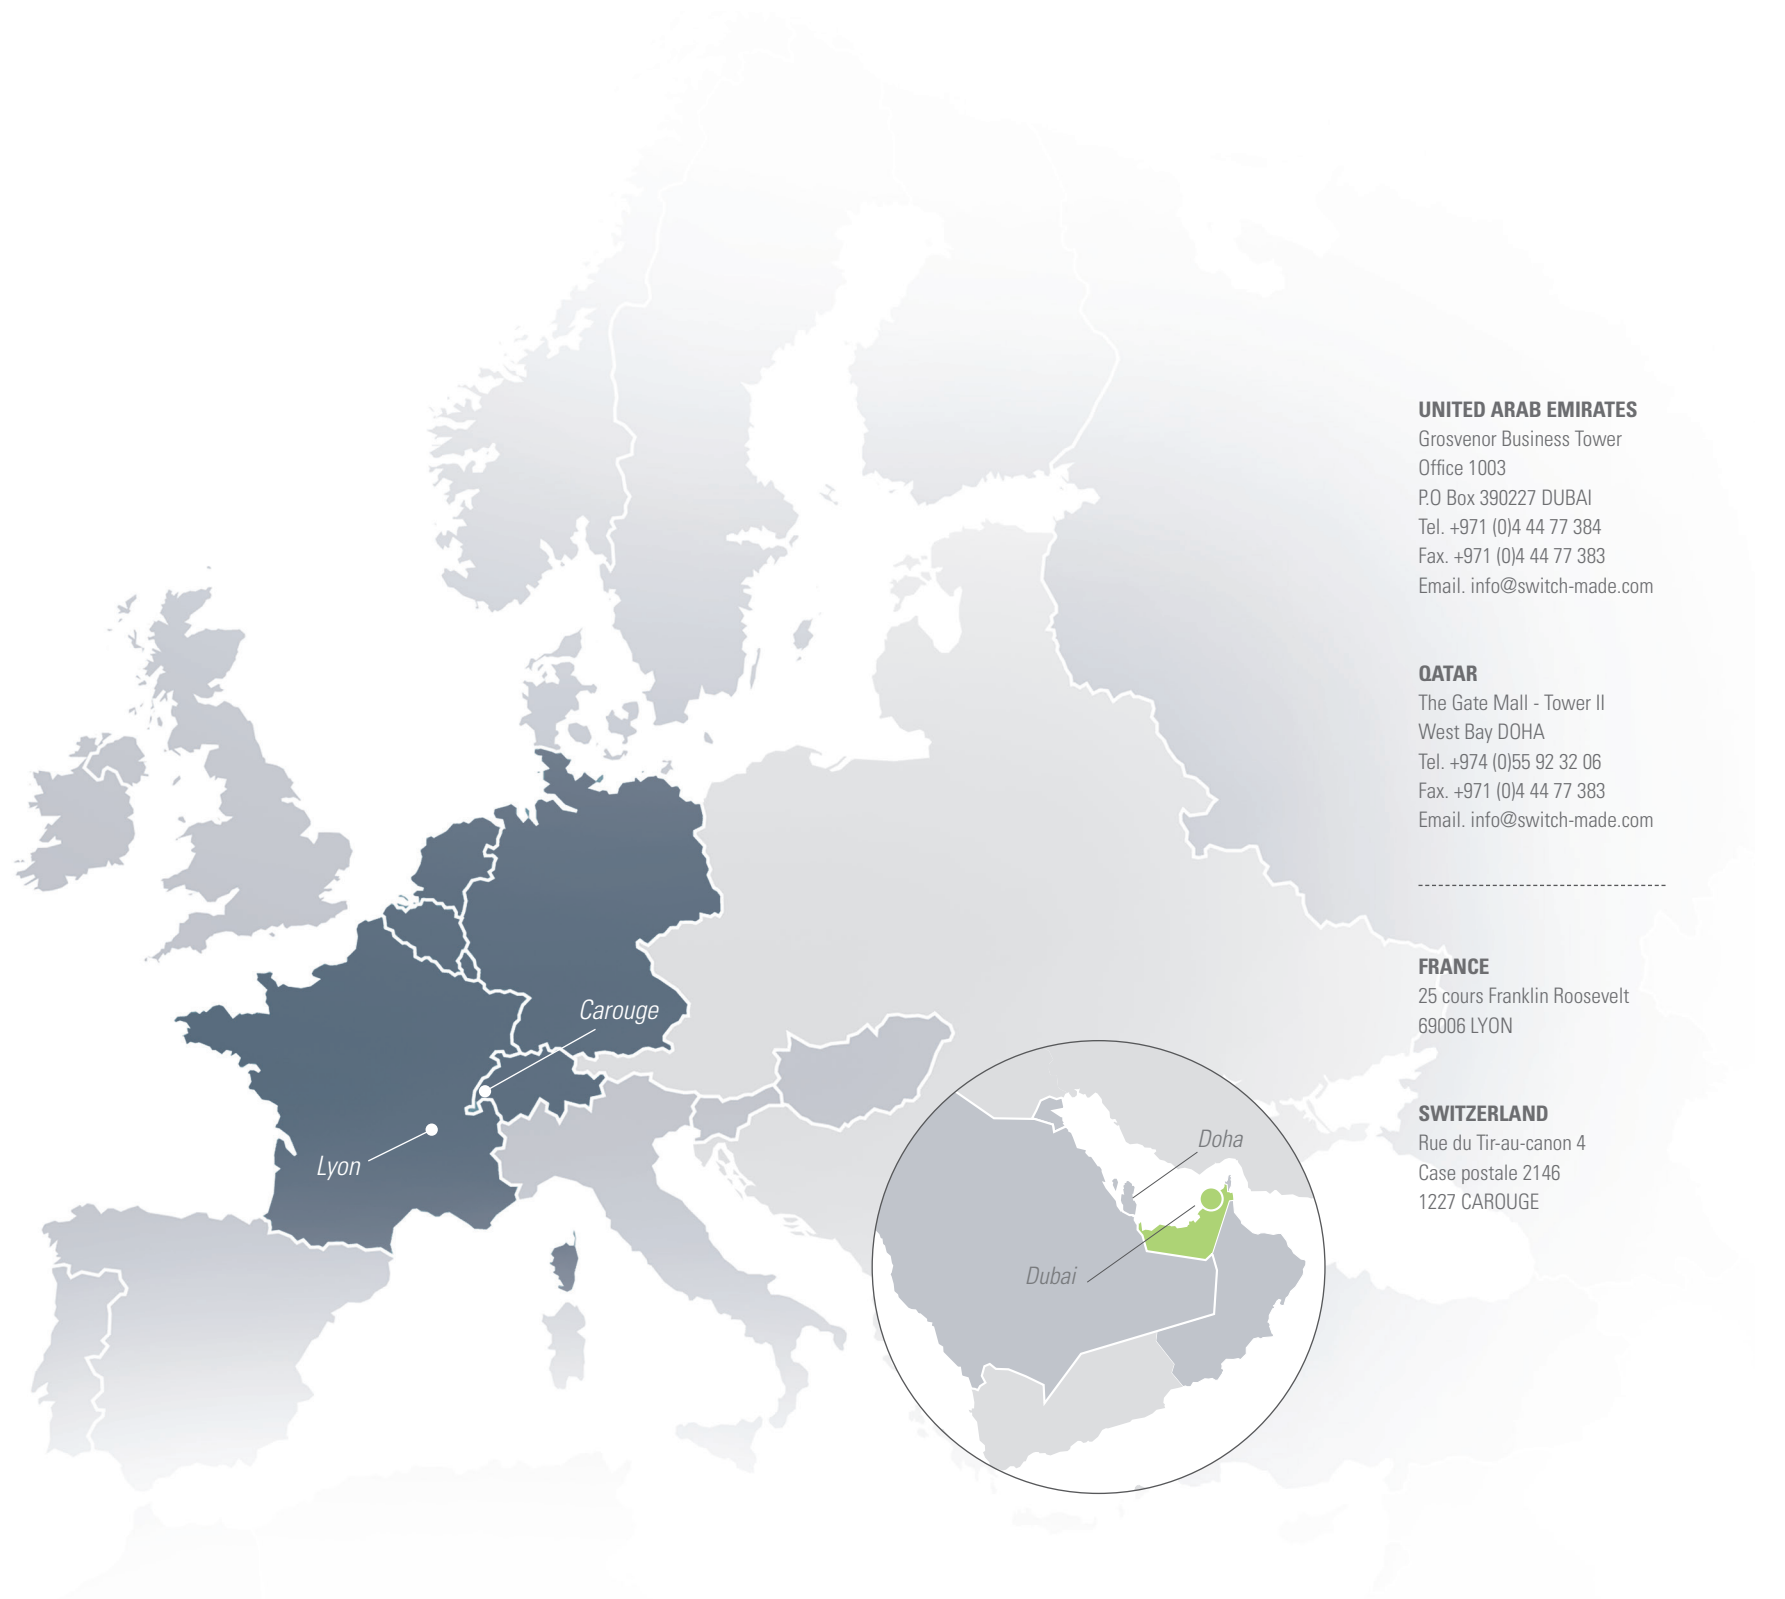 UNITED ARAB EMIRATES
Grosvenor Business Tower
Office 1003
P.O Box 390227 DUBAI
Tel. +971 (0)4 44 77 384
Fax. +971 (0)4 44 77 383
Email. info@switch-made.com
QATAR
The Gate Mall - Tower II
West Bay DOHA
Tel. +974 (0)55 92 32 06
Fax. +971 (0)4 44 77 383
Email. info@switch-made.com
FRANCE
25 cours Franklin Roosevelt
69006 LYON
SWITZERLAND
Rue du Tir-au-canon 4
Case postale 2146
1227 CAROUGE
Carouge
Lyon
Doha
Dubai